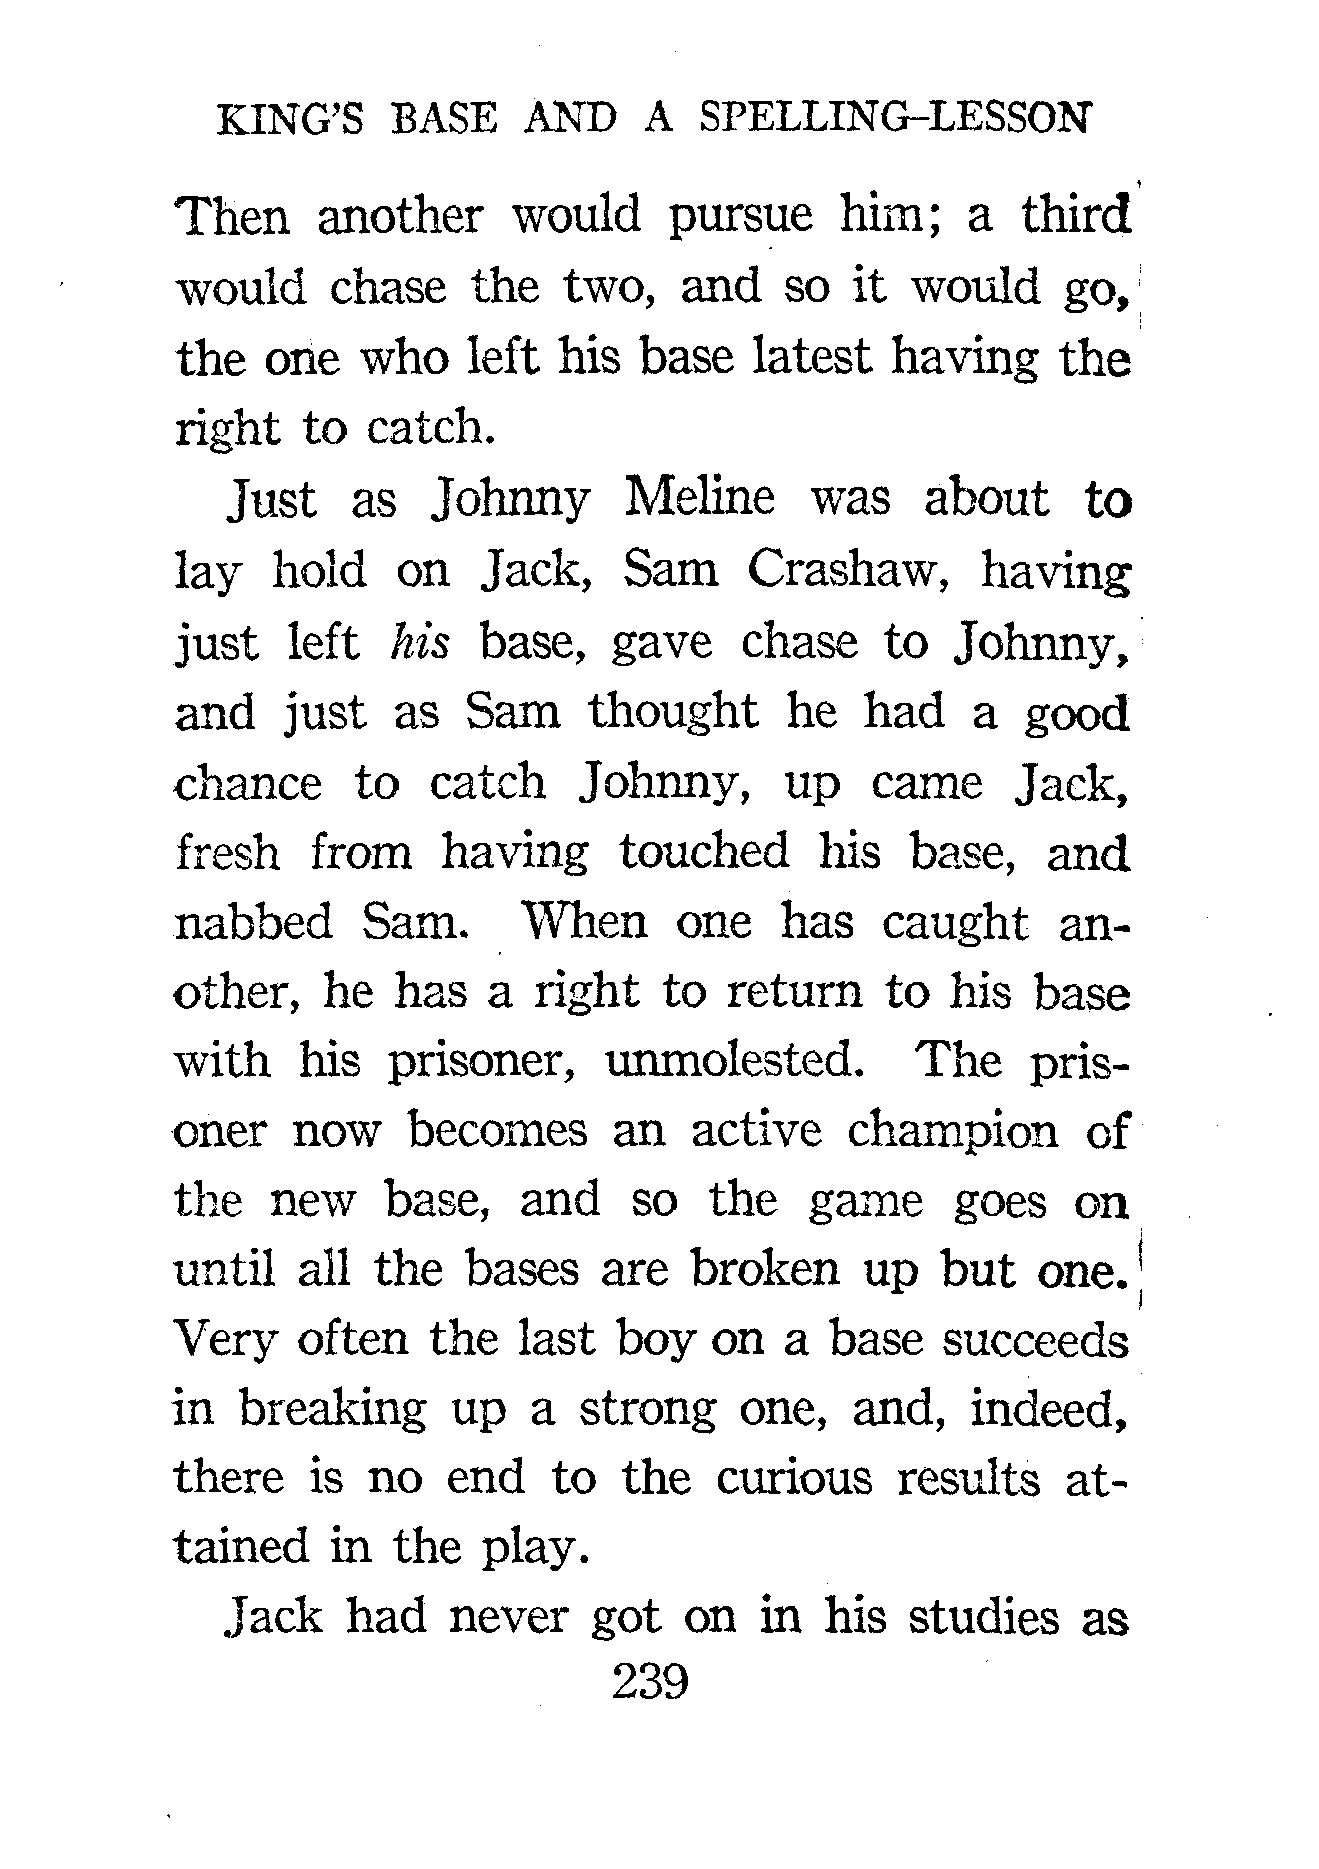 KING'S BASE AND A SPELLING-LESSON
Then another would pursue him; a third
would chase the two, and so it would go,
the one who left his base latest having the
right to catch.
Just as Johnny Meline was about to
lay hold on Jack, Sam Crashaw, having
just left his base, gave chase to Johnny,
and just as Sam thought he had a good
chance to catch Johnny, up came Jack,
fresh from having touched his base, and
nabbed Sam. When one has caught an-
other, he has a right to return to his base
with his prisoner, unmolested. The pris-
oner now becomes an active champion of
the new base, and so the game goes on
until all the bases are broken up but one.
Very often the last boy on a base succeeds
in breaking up a strong one, and, indeed,
there is no end to the curious results at-
tained in the play.
Jack had never got on in his studies as
239